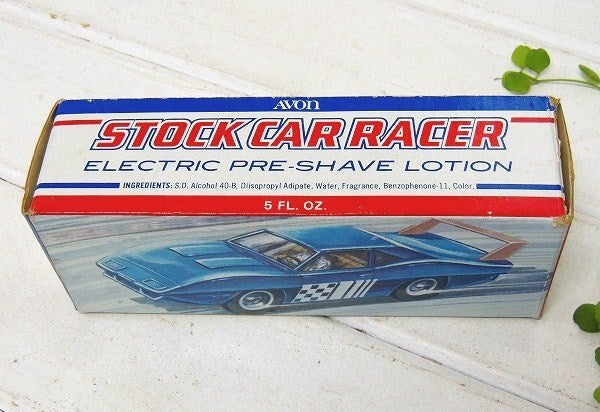 AVON
STOCK CAR RACER
ELECTRIC PRE-SHAVE LOTION
INGREDIENTS: S.D. Alcohol 40-B, Diisopropyl Adipate, Water, Fragrance, Benzophenone-11, Color.
5 FL. OZ.